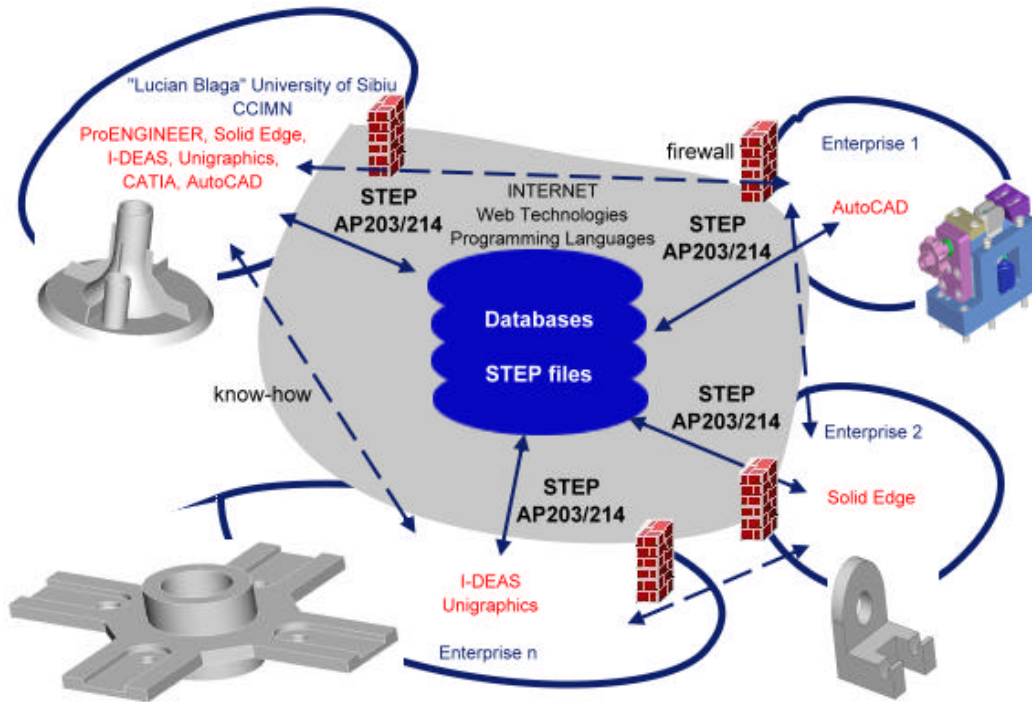 "Lucian Blaga" University of Sibiu
CCIMN
ProENGINEER, Solid Edge,
I-DEAS, Unigraphics,
CATIA, AutoCAD
firewall
Enterprise 1
AutoCAD
STEP
AP203/214
INTERNET
Web Technologies
Programming Languages
STEP
AP203/214
Databases
STEP files
know-how
STEP
AP203/214
Enterprise 2
Solid Edge
STEP
AP203/214
I-DEAS
Unigraphics
Enterprise n